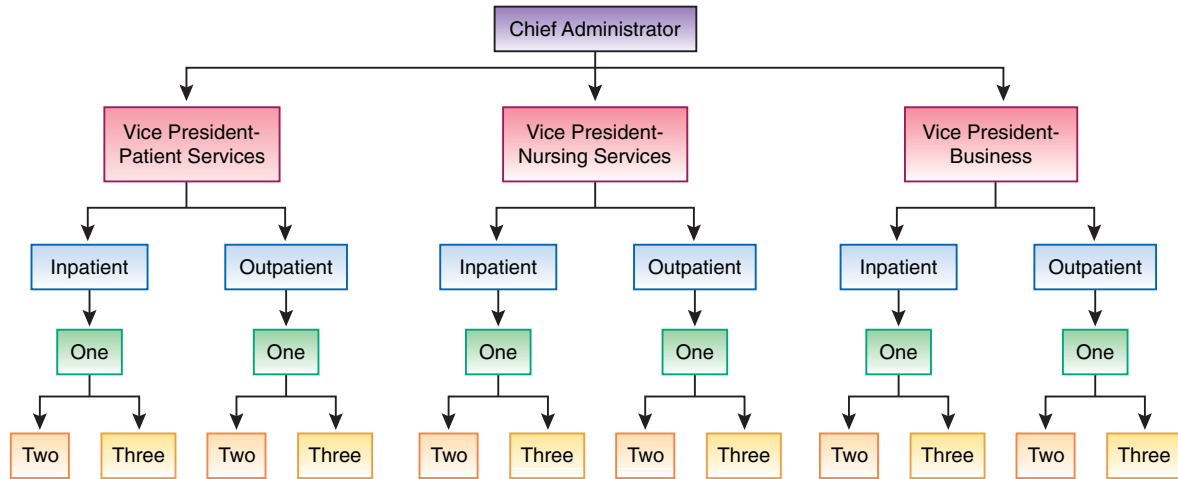 Chief Administrator
Vice President-
Patient Services
Vice President-
Nursing Services
Vice President-
Business
Inpatient
Outpatient
Inpatient
Outpatient
Inpatient
Outpatient
One
One
One
One
One
One
Two
Three
Two
Three
Two
Three
Two
Three
Two
Three
Two
Three